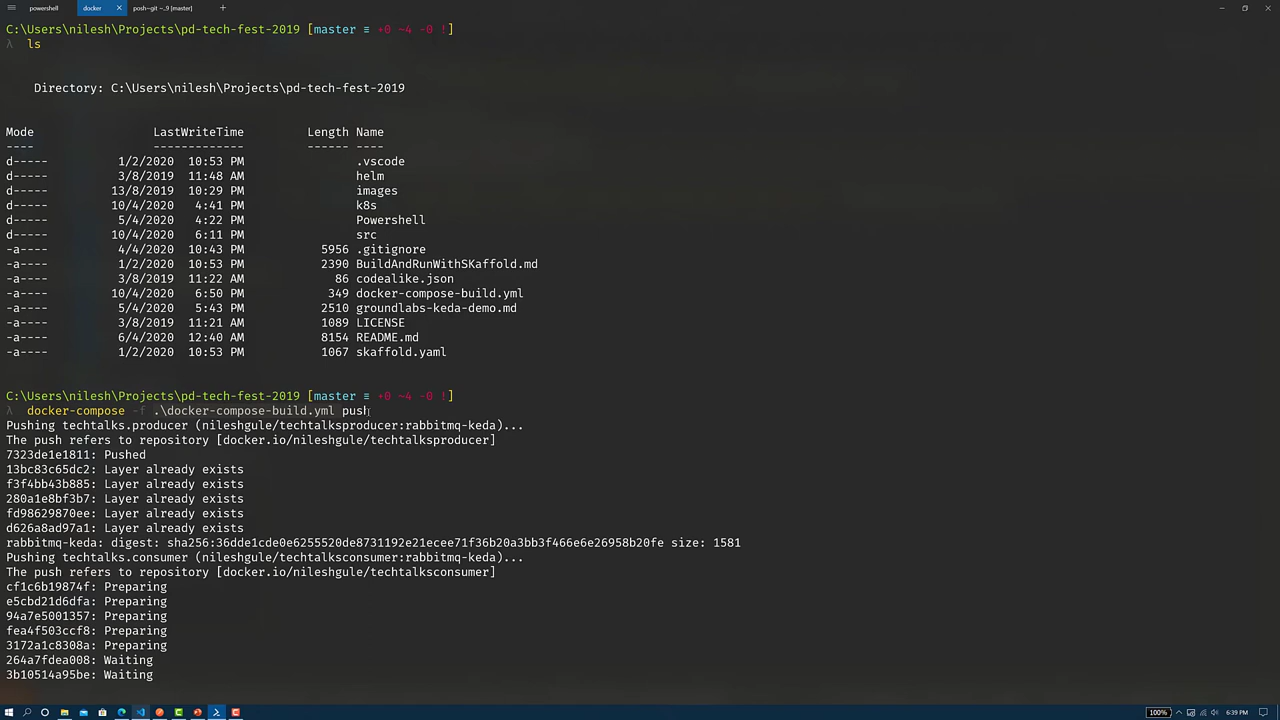 powershell
docker
posh~git ~..9 [master]
C:\Users\nilesh\Projects\pd-tech-fest-2019 [master ≡ +0 ~4 -0 !]
λ ls
Directory: C:\Users\nilesh\Projects\pd-tech-fest-2019
Mode LastWriteTime Length Name
---- ------------- ------ ----
d----- 1/2/2020 10:53 PM .vscode
d----- 3/8/2019 11:48 AM helm
d----- 13/8/2019 10:29 PM images
d----- 10/4/2020 4:41 PM k8s
d----- 5/4/2020 4:22 PM Powershell
d----- 10/4/2020 6:11 PM src
-a---- 4/4/2020 10:43 PM 5956 .gitignore
-a---- 1/2/2020 10:53 PM 2390 BuildAndRunWithSKaffold.md
-a---- 3/8/2019 11:22 AM 86 codealike.json
-a---- 10/4/2020 6:50 PM 349 docker-compose-build.yml
-a---- 5/4/2020 5:43 PM 2510 groundlabs-keda-demo.md
-a---- 3/8/2019 11:21 AM 1089 LICENSE
-a---- 6/4/2020 12:40 AM 8154 README.md
-a---- 1/2/2020 10:53 PM 1067 skaffold.yaml
C:\Users\nilesh\Projects\pd-tech-fest-2019 [master ≡ +0 ~4 -0 !]
λ docker-compose -f .\docker-compose-build.yml push
Pushing techtalks.producer (nileshgule/techtalksproducer:rabbitmq-keda)...
The push refers to repository [docker.io/nileshgule/techtalksproducer]
7323de1e1811: Pushed
13bc83c65dc2: Layer already exists
f3f4bb43b885: Layer already exists
280a1e8bf3b7: Layer already exists
fd98629870ee: Layer already exists
d626a8ad97a1: Layer already exists
rabbitmq-keda: digest: sha256:36dde1cde0e6255520de8731192e21ecee71f36b20a3bb3f466e6e26958b20fe size: 1581
Pushing techtalks.consumer (nileshgule/techtalksconsumer:rabbitmq-keda)...
The push refers to repository [docker.io/nileshgule/techtalksconsumer]
cf1c6b19874f: Preparing
e5cbd21d6dfa: Preparing
94a7e5001357: Preparing
fea4f503ccf8: Preparing
3172a1c8308a: Preparing
264a7fdea008: Waiting
3b10514a95be: Waiting
100%
6:39 PM